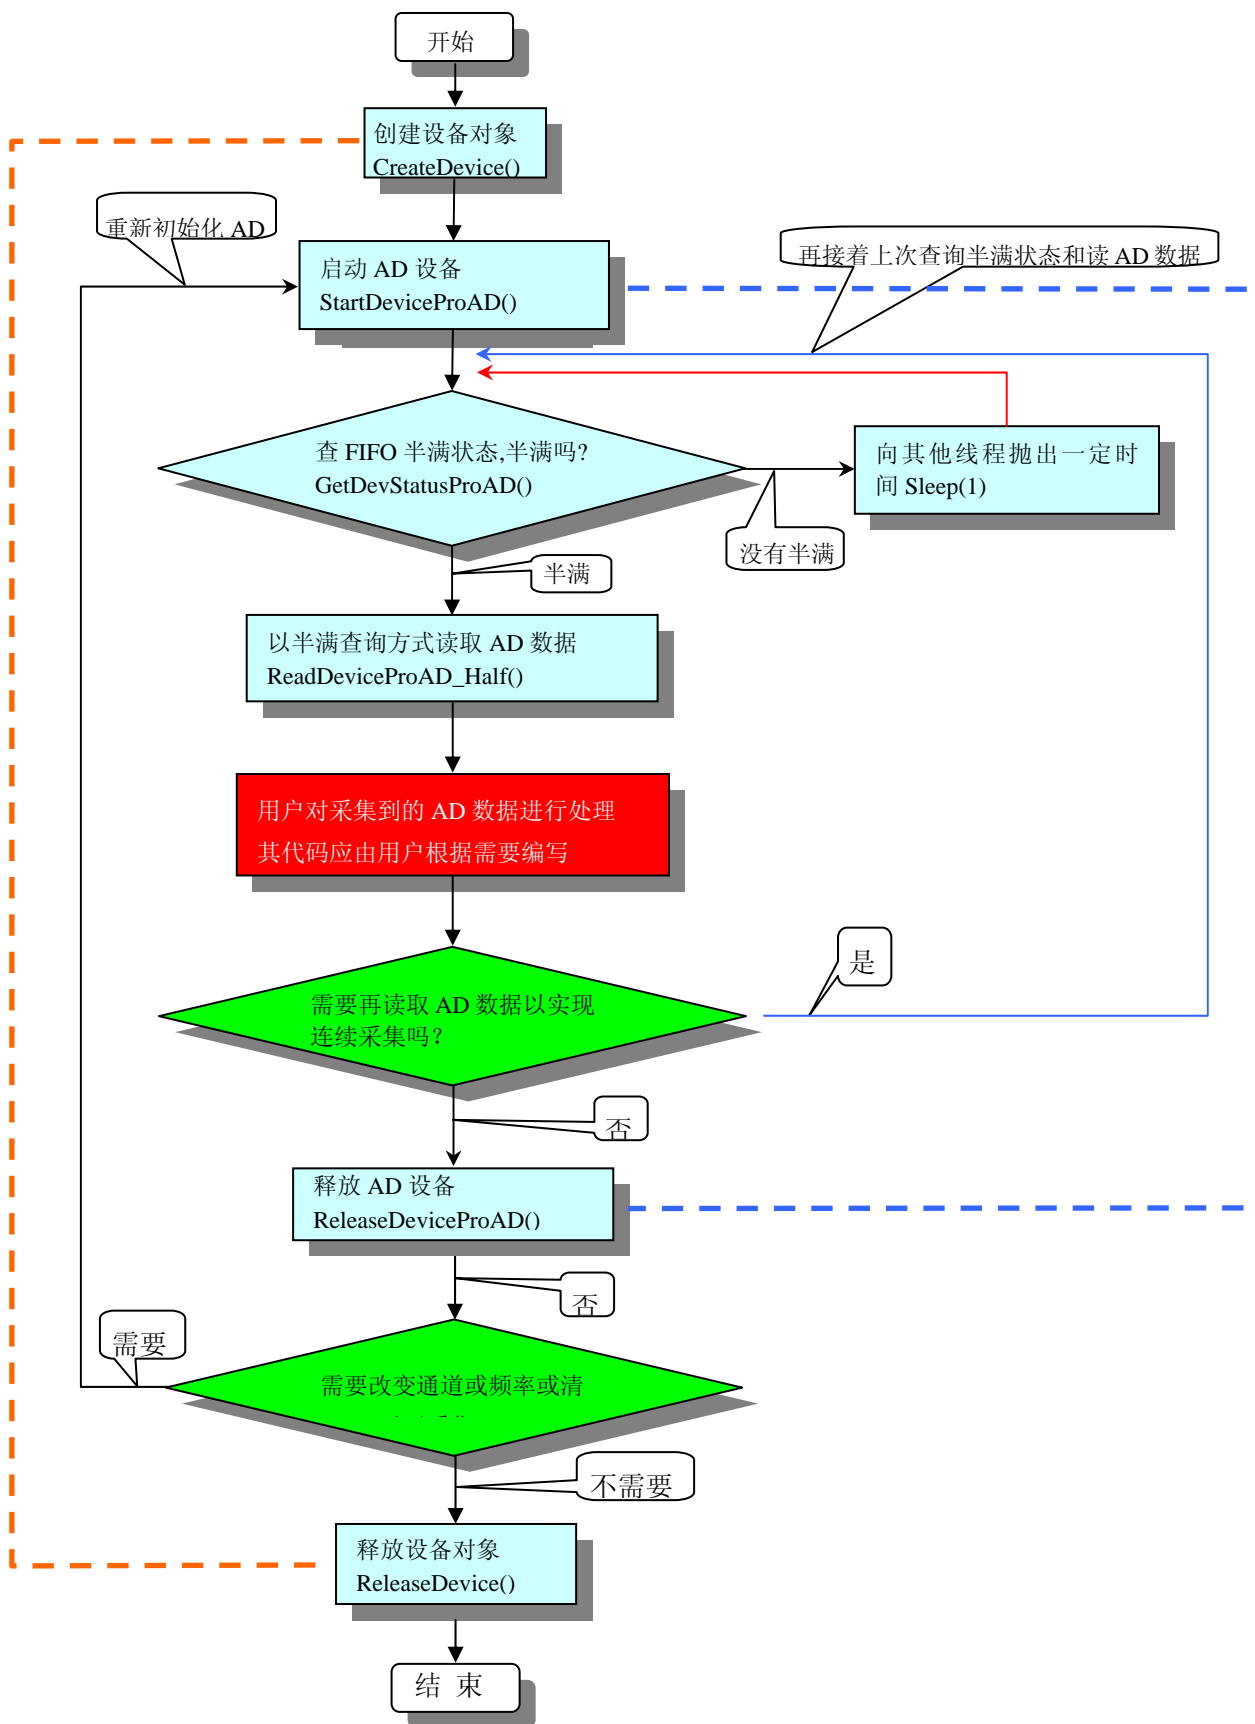 开始
创建设备对象
CreateDevice()
重新初始化 AD
启动 AD 设备
StartDeviceProAD()
再接着上次查询半满状态和读 AD 数据
查 FIFO 半满状态,半满吗?
GetDevStatusProAD()
向其他线程抛出一定时
间 Sleep(1)
没有半满
半满
以半满查询方式读取 AD 数据
ReadDeviceProAD_Half()
用户对采集到的 AD 数据进行处理
其代码应由用户根据需要编写
是
需要再读取 AD 数据以实现
连续采集吗?
否
释放 AD 设备
ReleaseDeviceProAD()
否
需要
需要改变通道或频率或清
不需要
释放设备对象
ReleaseDevice()
结 束